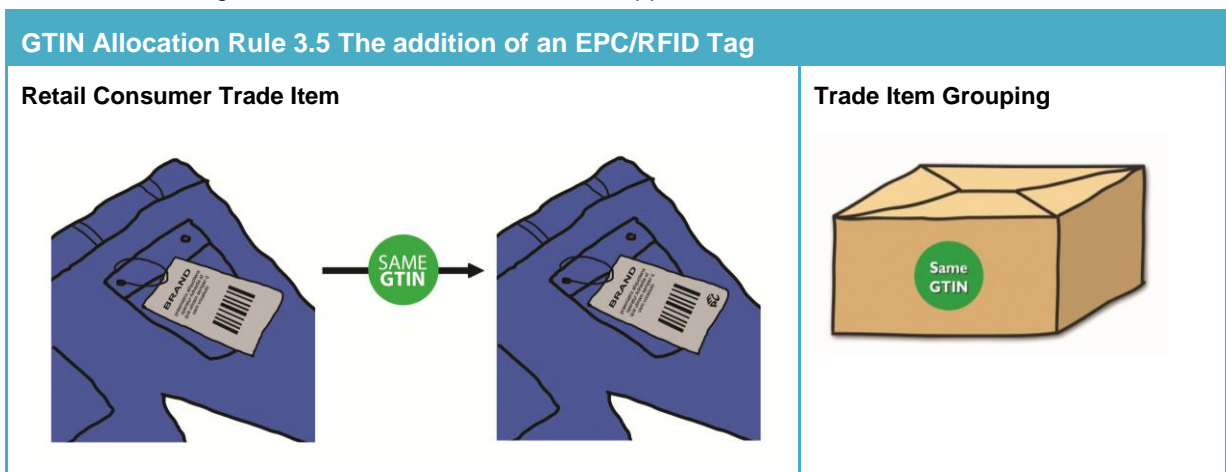 GTIN Allocation Rule 3.5 The addition of an EPC/RFID Tag
Retail Consumer Trade Item
Trade Item Grouping
BRAND
SAME
GTIN
BRAND
Same
GTIN